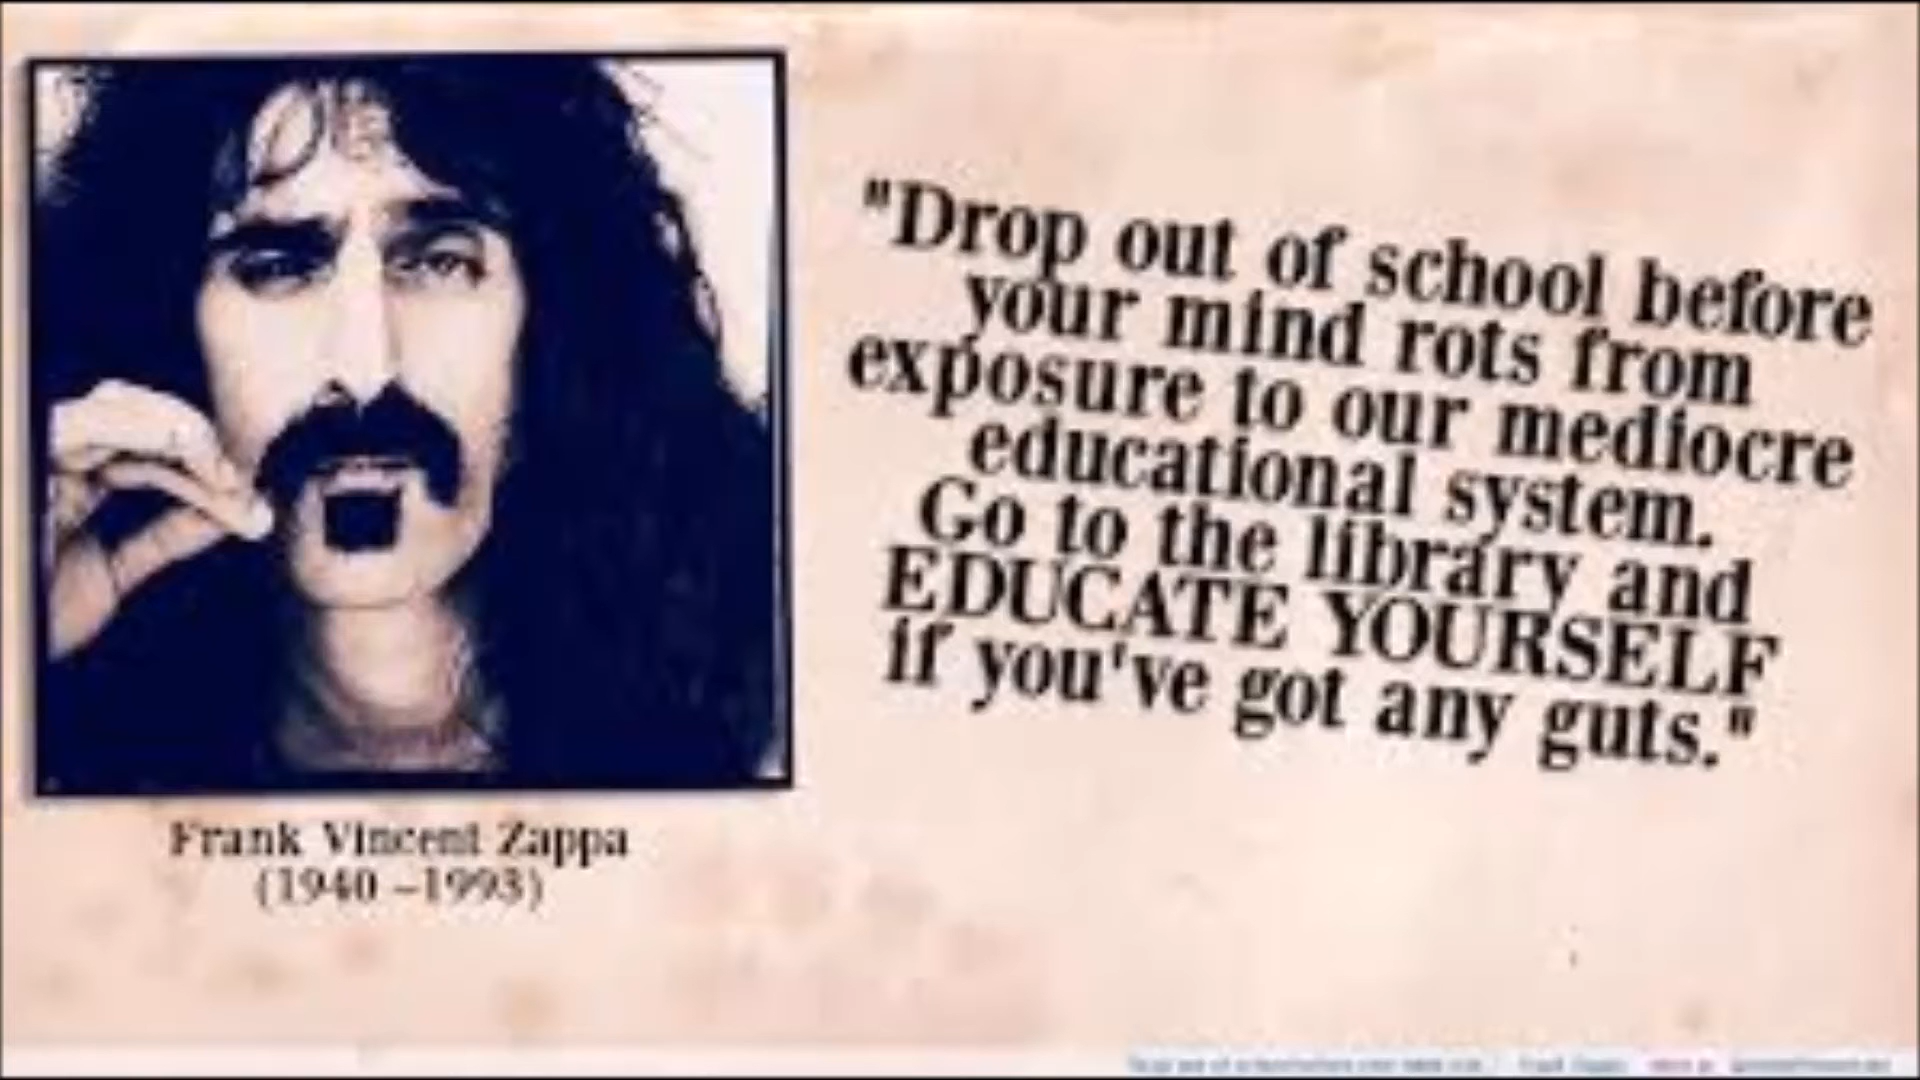 "Drop out of school before
your mind rots from
exposure to our mediocre
educational system.
Go to the library and
EDUCATE YOURSELF
if you've got any guts."
Frank Vincent Zappa
(1940 –1993)